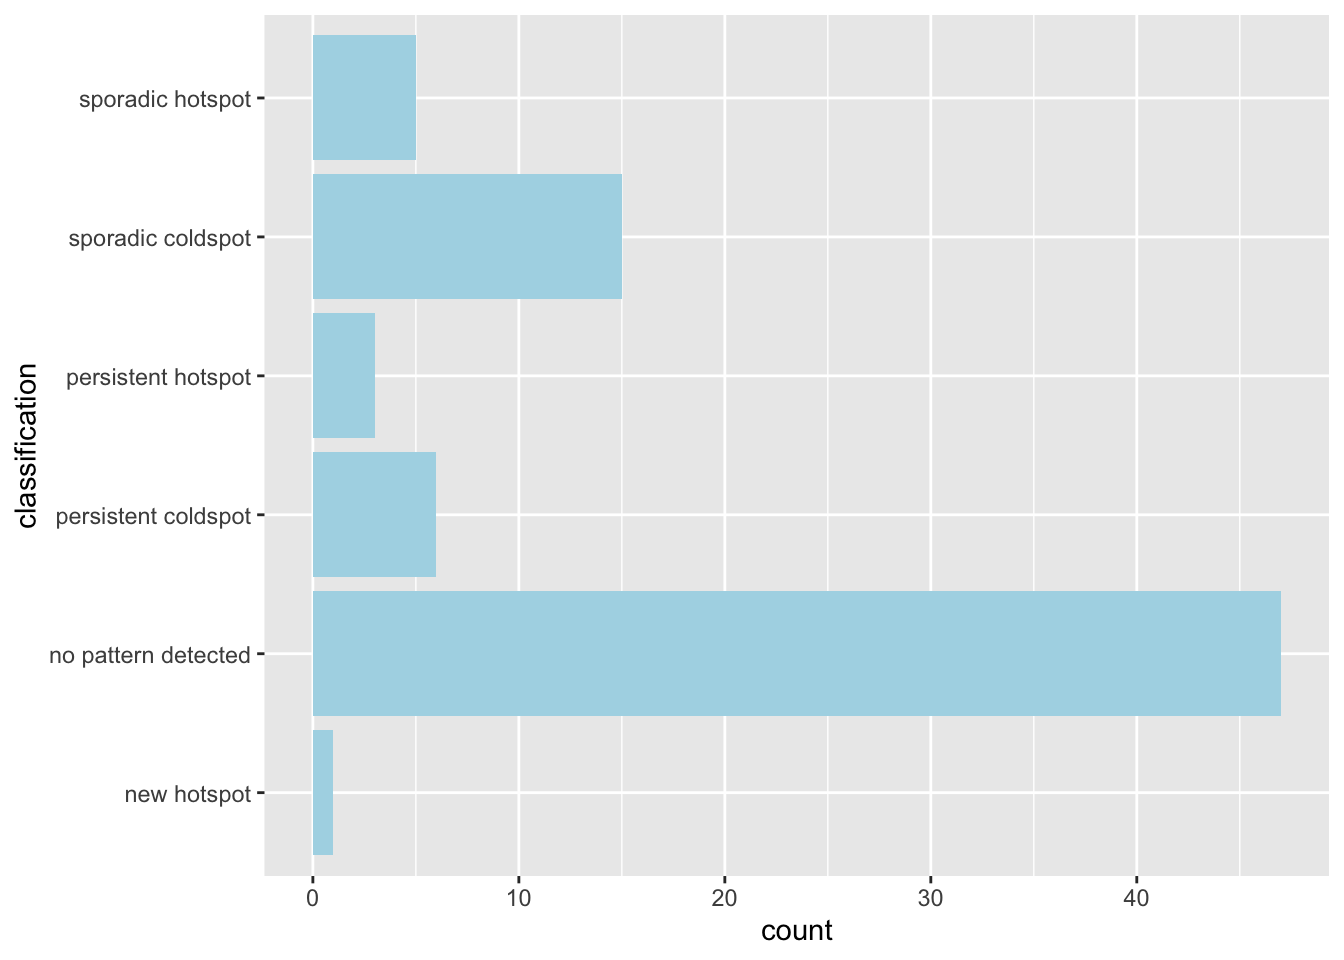 sporadic hotspot
sporadic coldspot
persistent hotspot
persistent coldspot
no pattern detected
new hotspot
classification
0 10 20 30 40
count